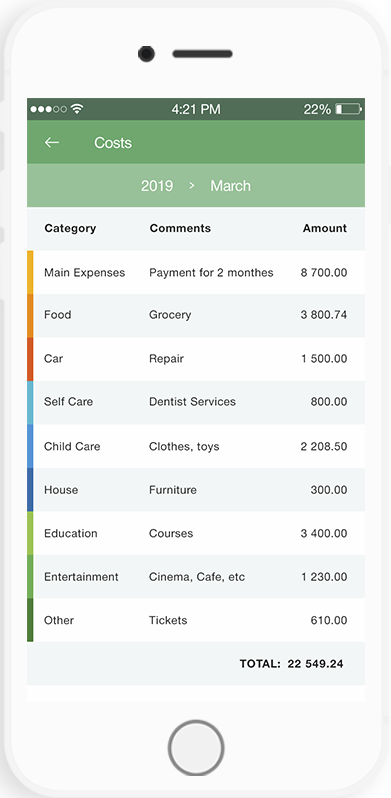 4:21 PM 22%
← Costs
2019 > March
Category Comments Amount
Main Expenses Payment for 2 monthes 8 700.00
Food Grocery 3 800.74
Car Repair 1 500.00
Self Care Dentist Services 800.00
Child Care Clothes, toys 2 208.50
House Furniture 300.00
Education Courses 3 400.00
Entertainment Cinema, Cafe, etc 1 230.00
Other Tickets 610.00
TOTAL: 22 549.24